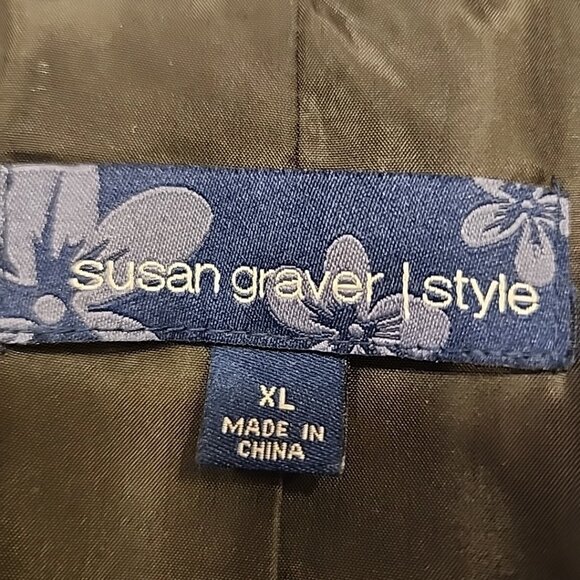 susan graver | style
XL
MADE IN
CHINA